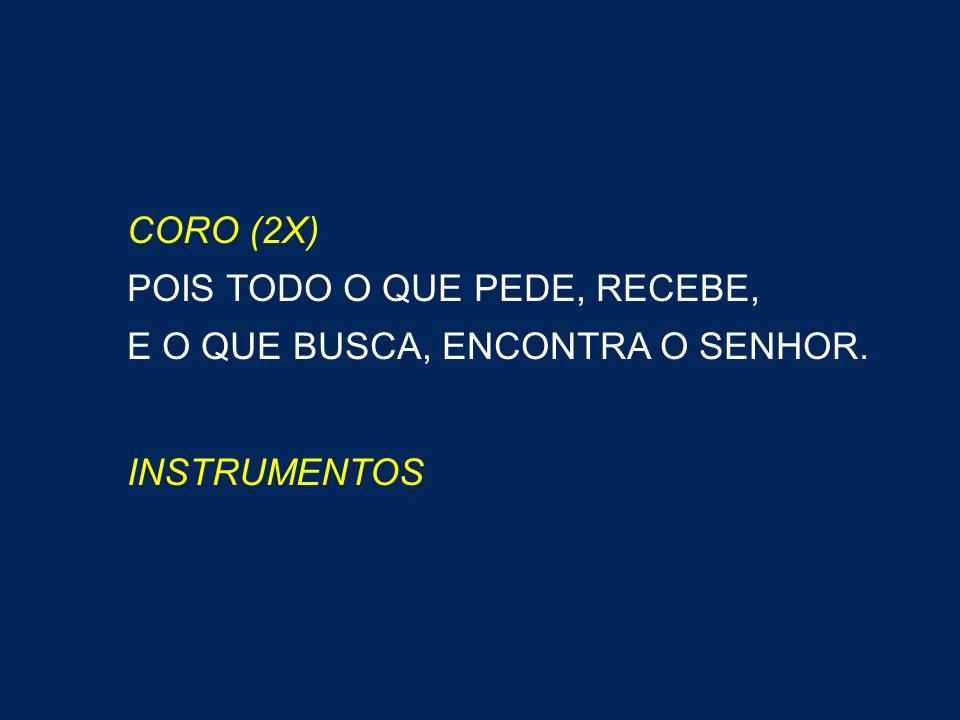 CORO (2X)
POIS TODO O QUE PEDE, RECEBE,
E O QUE BUSCA, ENCONTRA O SENHOR.
INSTRUMENTOS